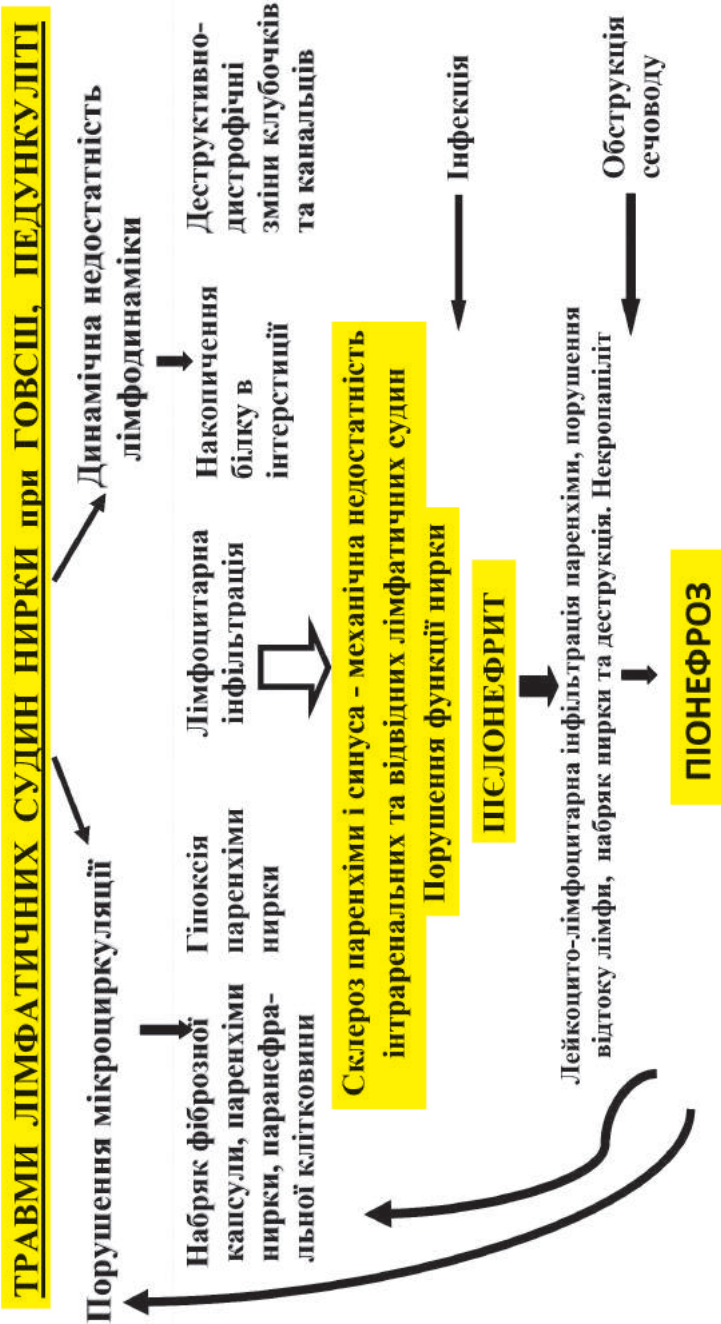 ТРАВМИ ЛІМФАТИЧНИХ СУДИН НИРКИ при ГОВСШ, ПЕДУНКУЛІТІ
Порушення мікроциркуляції
Динамічна недостатність
лімфодинаміки
Набряк фіброзної
капсули, паренхіми
нирки, паранефра-
льної клітковини
Гіпоксія
паренхіми
нирки
Лімфоцитарна
інфільтрація
Накопичення
білку в
інтерстиції
Деструктивно-
дистрофічні
зміни клубочків
та канальців
Склероз паренхіми і синуса - механічна недостатність
інтраренальних та відвідних лімфатичних судин
Порушення функції нирки
Інфекція
ПІЄЛОНЕФРИТ
Лейкоцито-лімфоцитарна інфільтрація паренхіми, порушення
відтоку лімфи, набряк нирки та деструкція. Некропапіліт
Обструкція
сечоводу
ПІОНЕФРОЗ